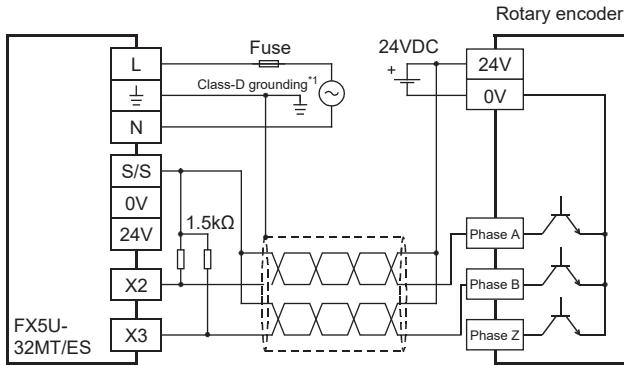 Rotary encoder
L
Fuse
24VDC
24V
Class-D grounding*1
+
0V
N
S/S
0V
1.5kΩ
24V
Phase A
X2
Phase B
FX5U-
32MT/ES
X3
Phase Z